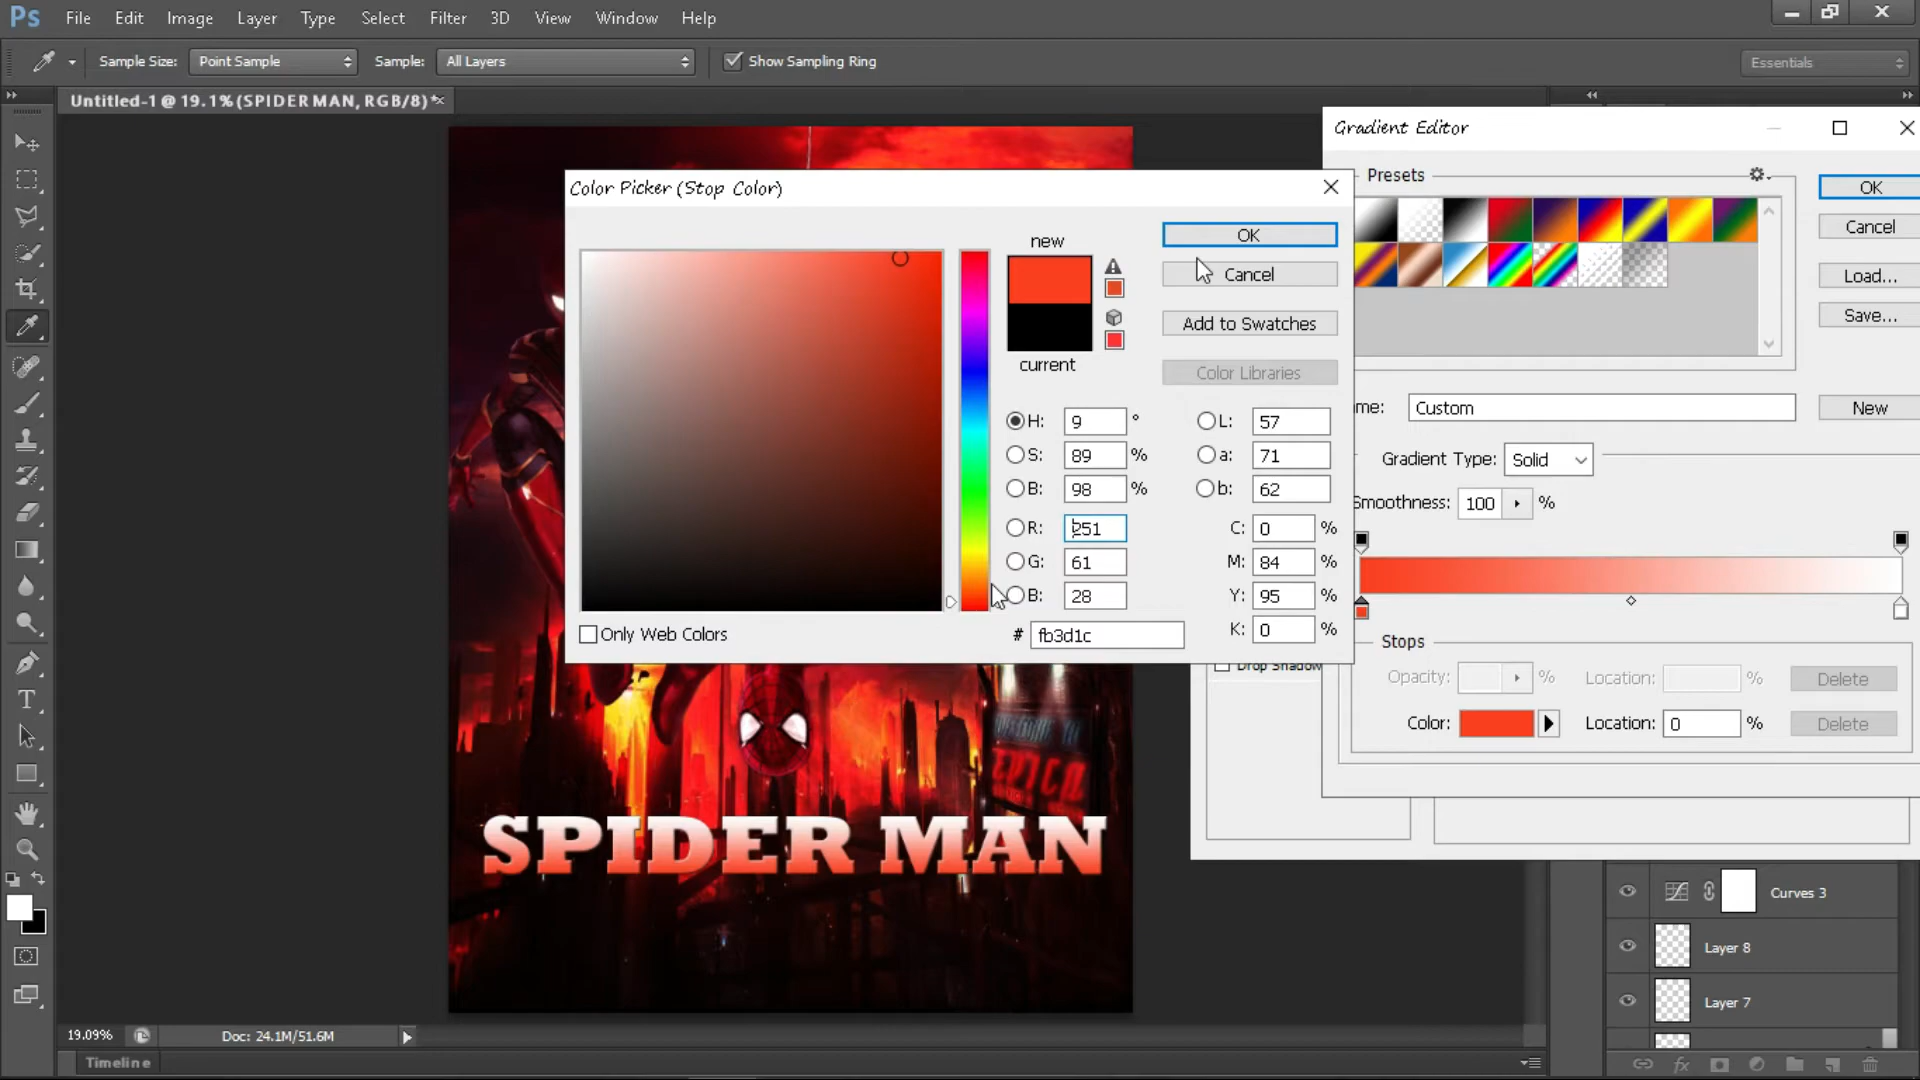 Ps File Edit Image Layer Type Select Filter 3D View Window Help
Sample Size: Point Sample Sample: All Layers Show Sampling Ring Essentials
Untitled-1 @ 19.1% (SPIDER MAN, RGB/8) *
Gradient Editor
Presets
OK
Cancel
Load...
Save...
Custom
New
Gradient Type: Solid
Smoothness: 100 %
Stops
Opacity: % Location: Delete
Color: Location: 0 % Delete
Color Picker (Stop Color)
new
current
OK
Cancel
Add to Swatches
Color Libraries
H: 9 ° L: 57
S: 89 % a: 71
B: 98 % b: 62
R: 251 C: 0 %
G: 61 M: 84 %
B: 28 Y: 95 %
# fb3d1c K: 0 %
Only Web Colors
Drop Shadow
SPIDER MAN
Curves 3
Layer 8
Layer 7
19.09% Doc: 24.1M/51.6M
Timeline